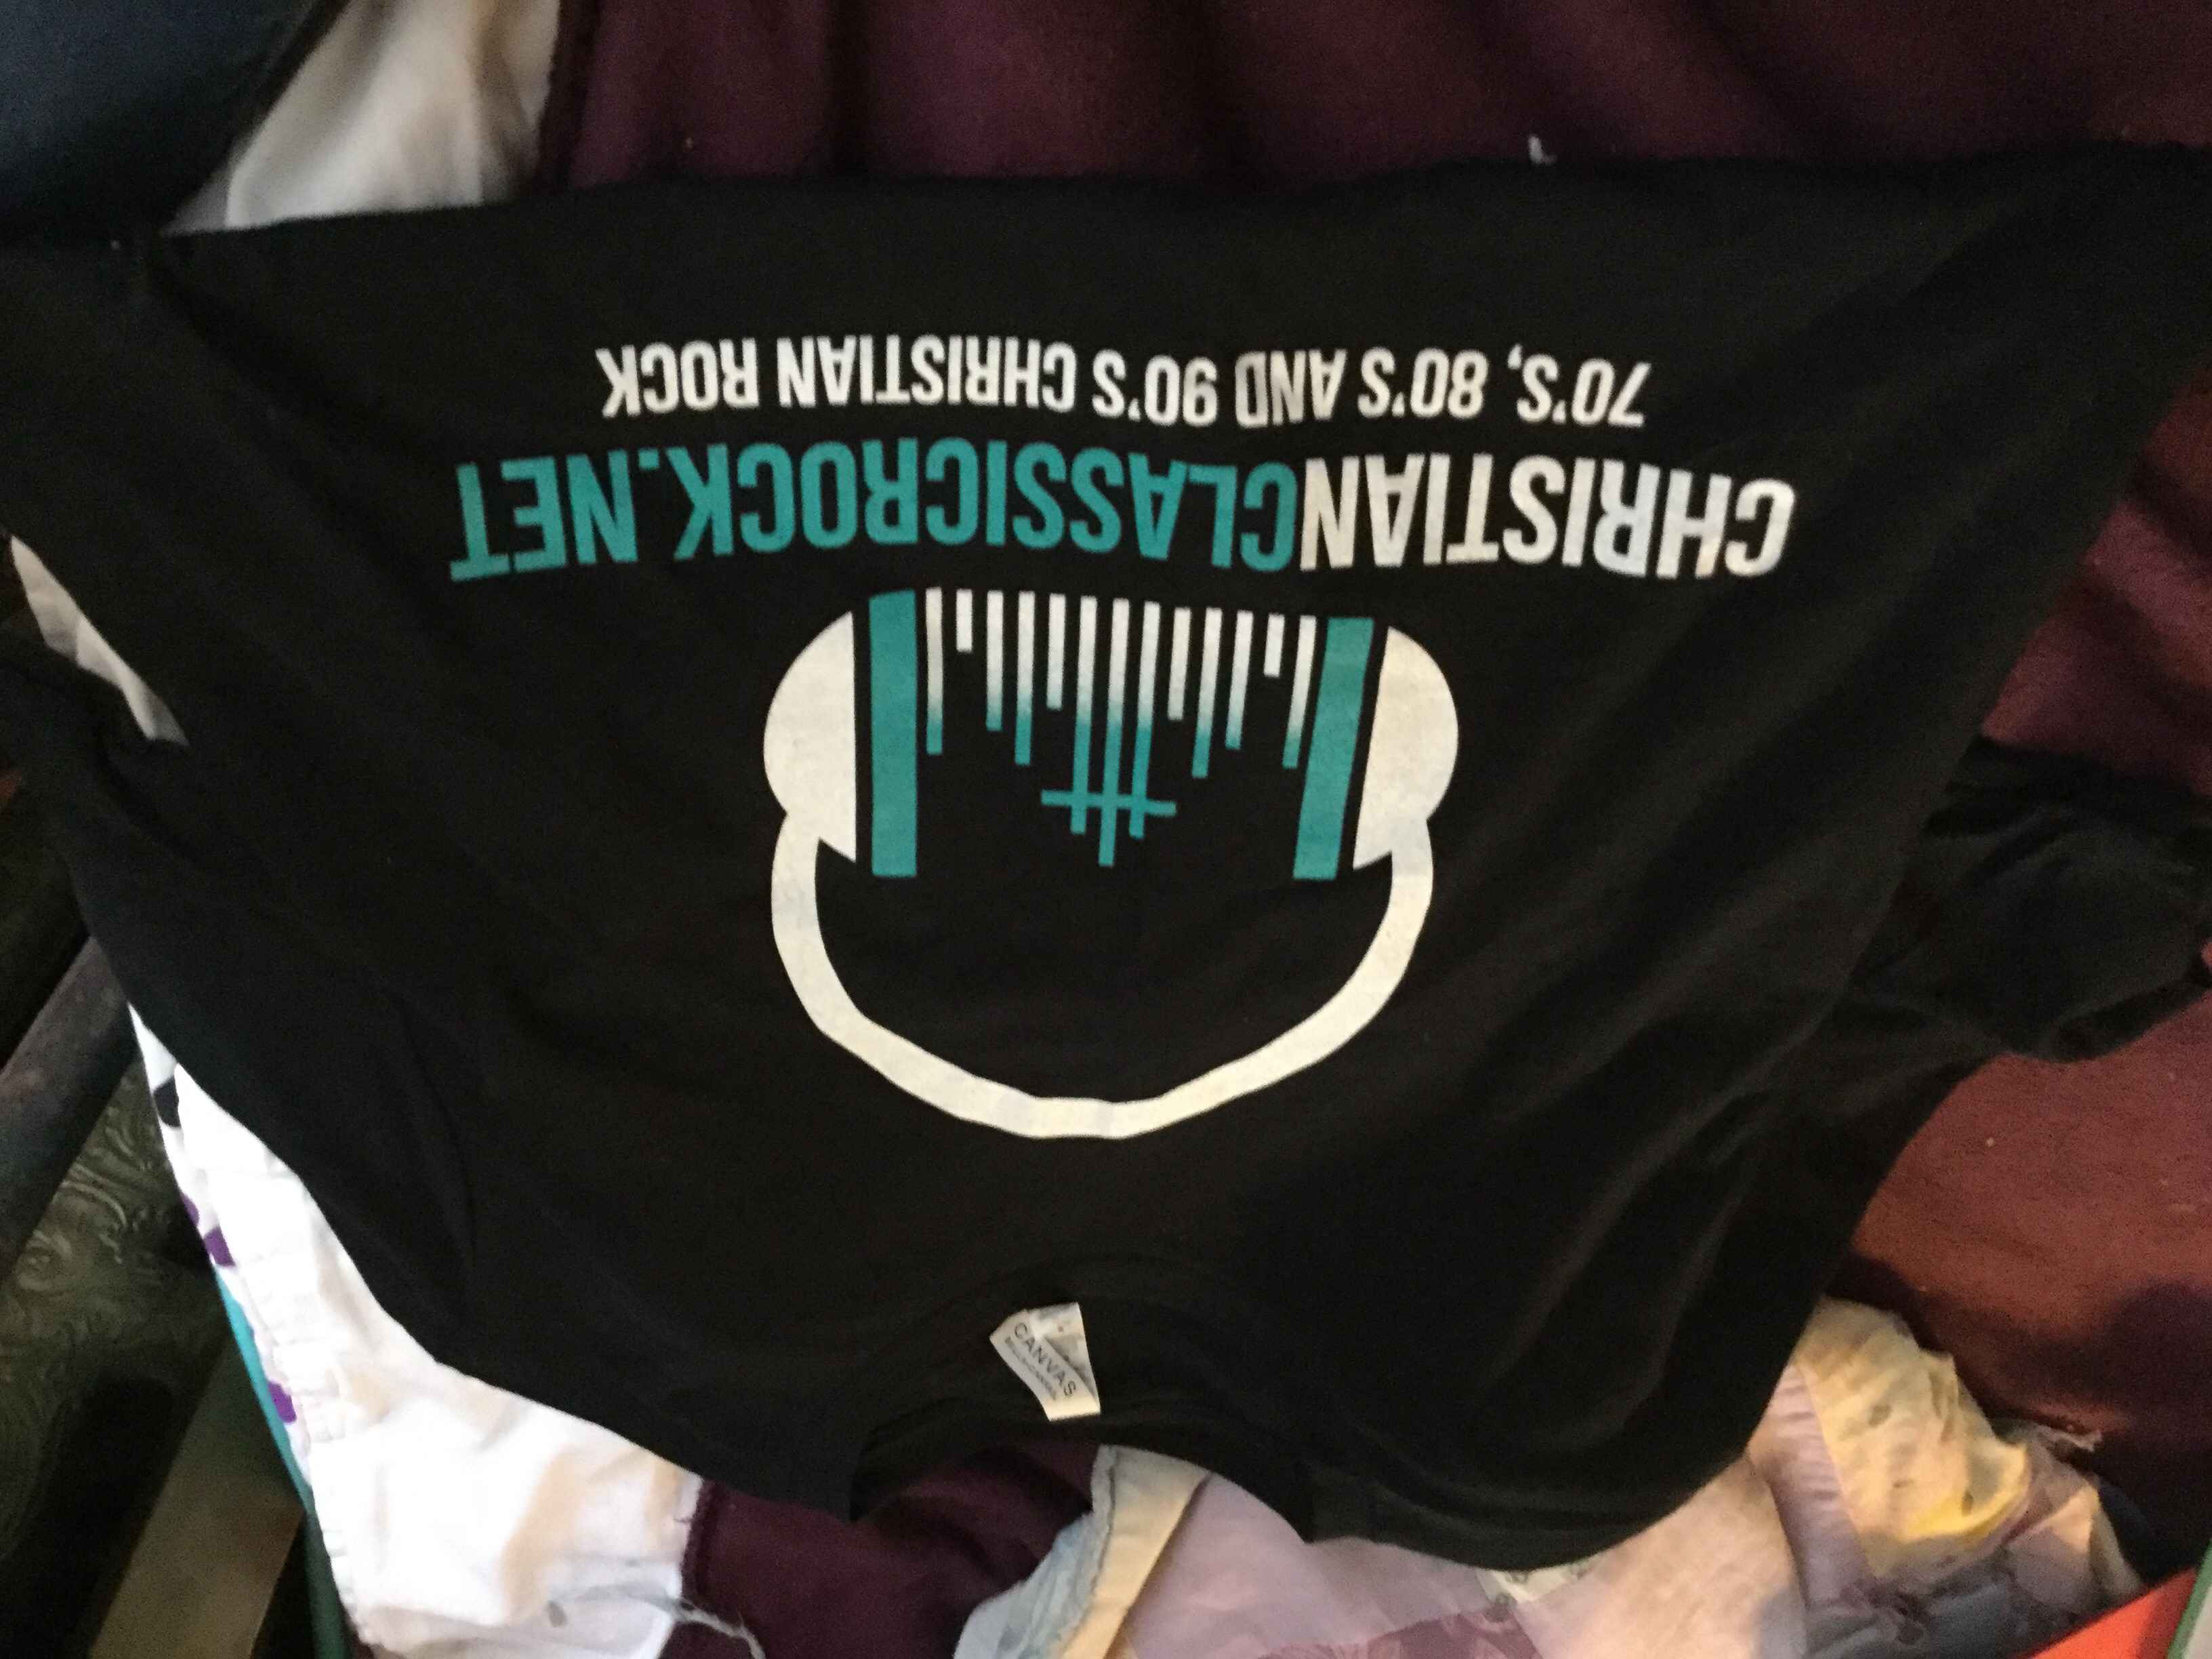 CHRISTIANCLASSICROCK.NET
70'S, 80'S AND 90'S CHRISTIAN ROCK
CANVAS